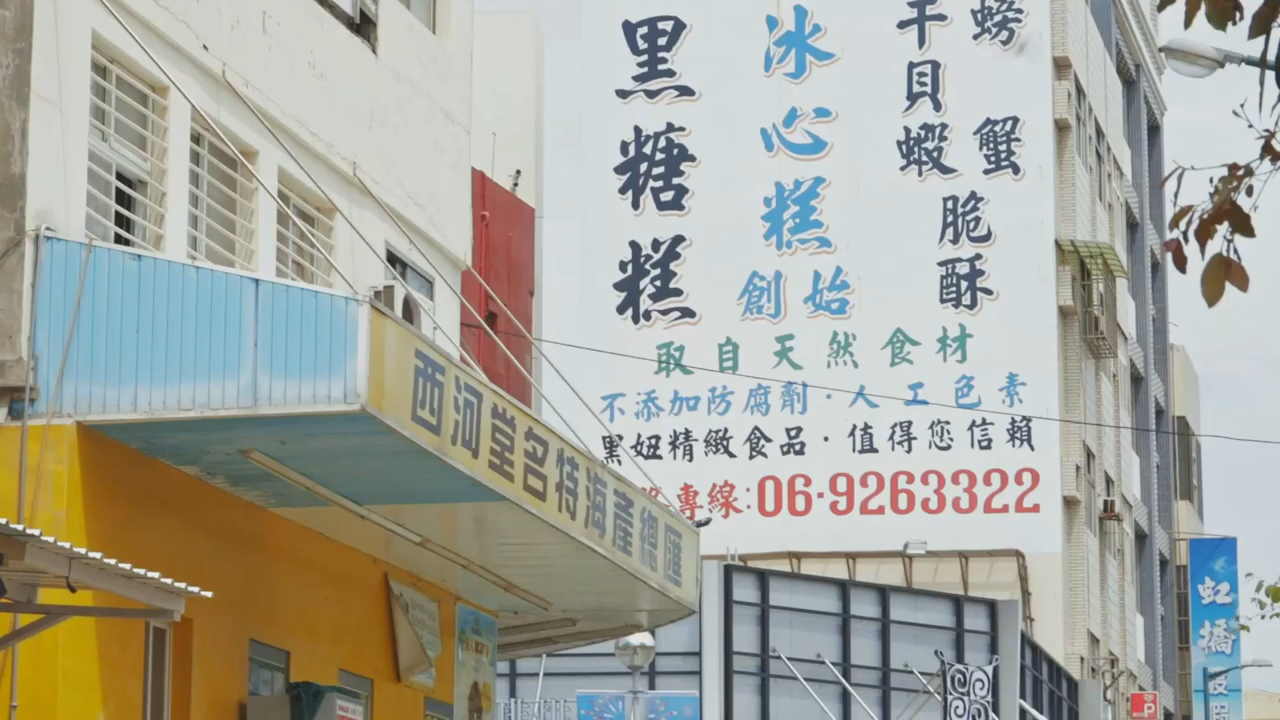 黑糖糕
冰心糕
創始
干貝蝦
螃蟹
脆酥
取自天然食材
不添加防腐劑·人工色素
黑妞精緻食品·值得您信賴
專線:06-9263322
西河堂名特海產總匯
虹橋
P